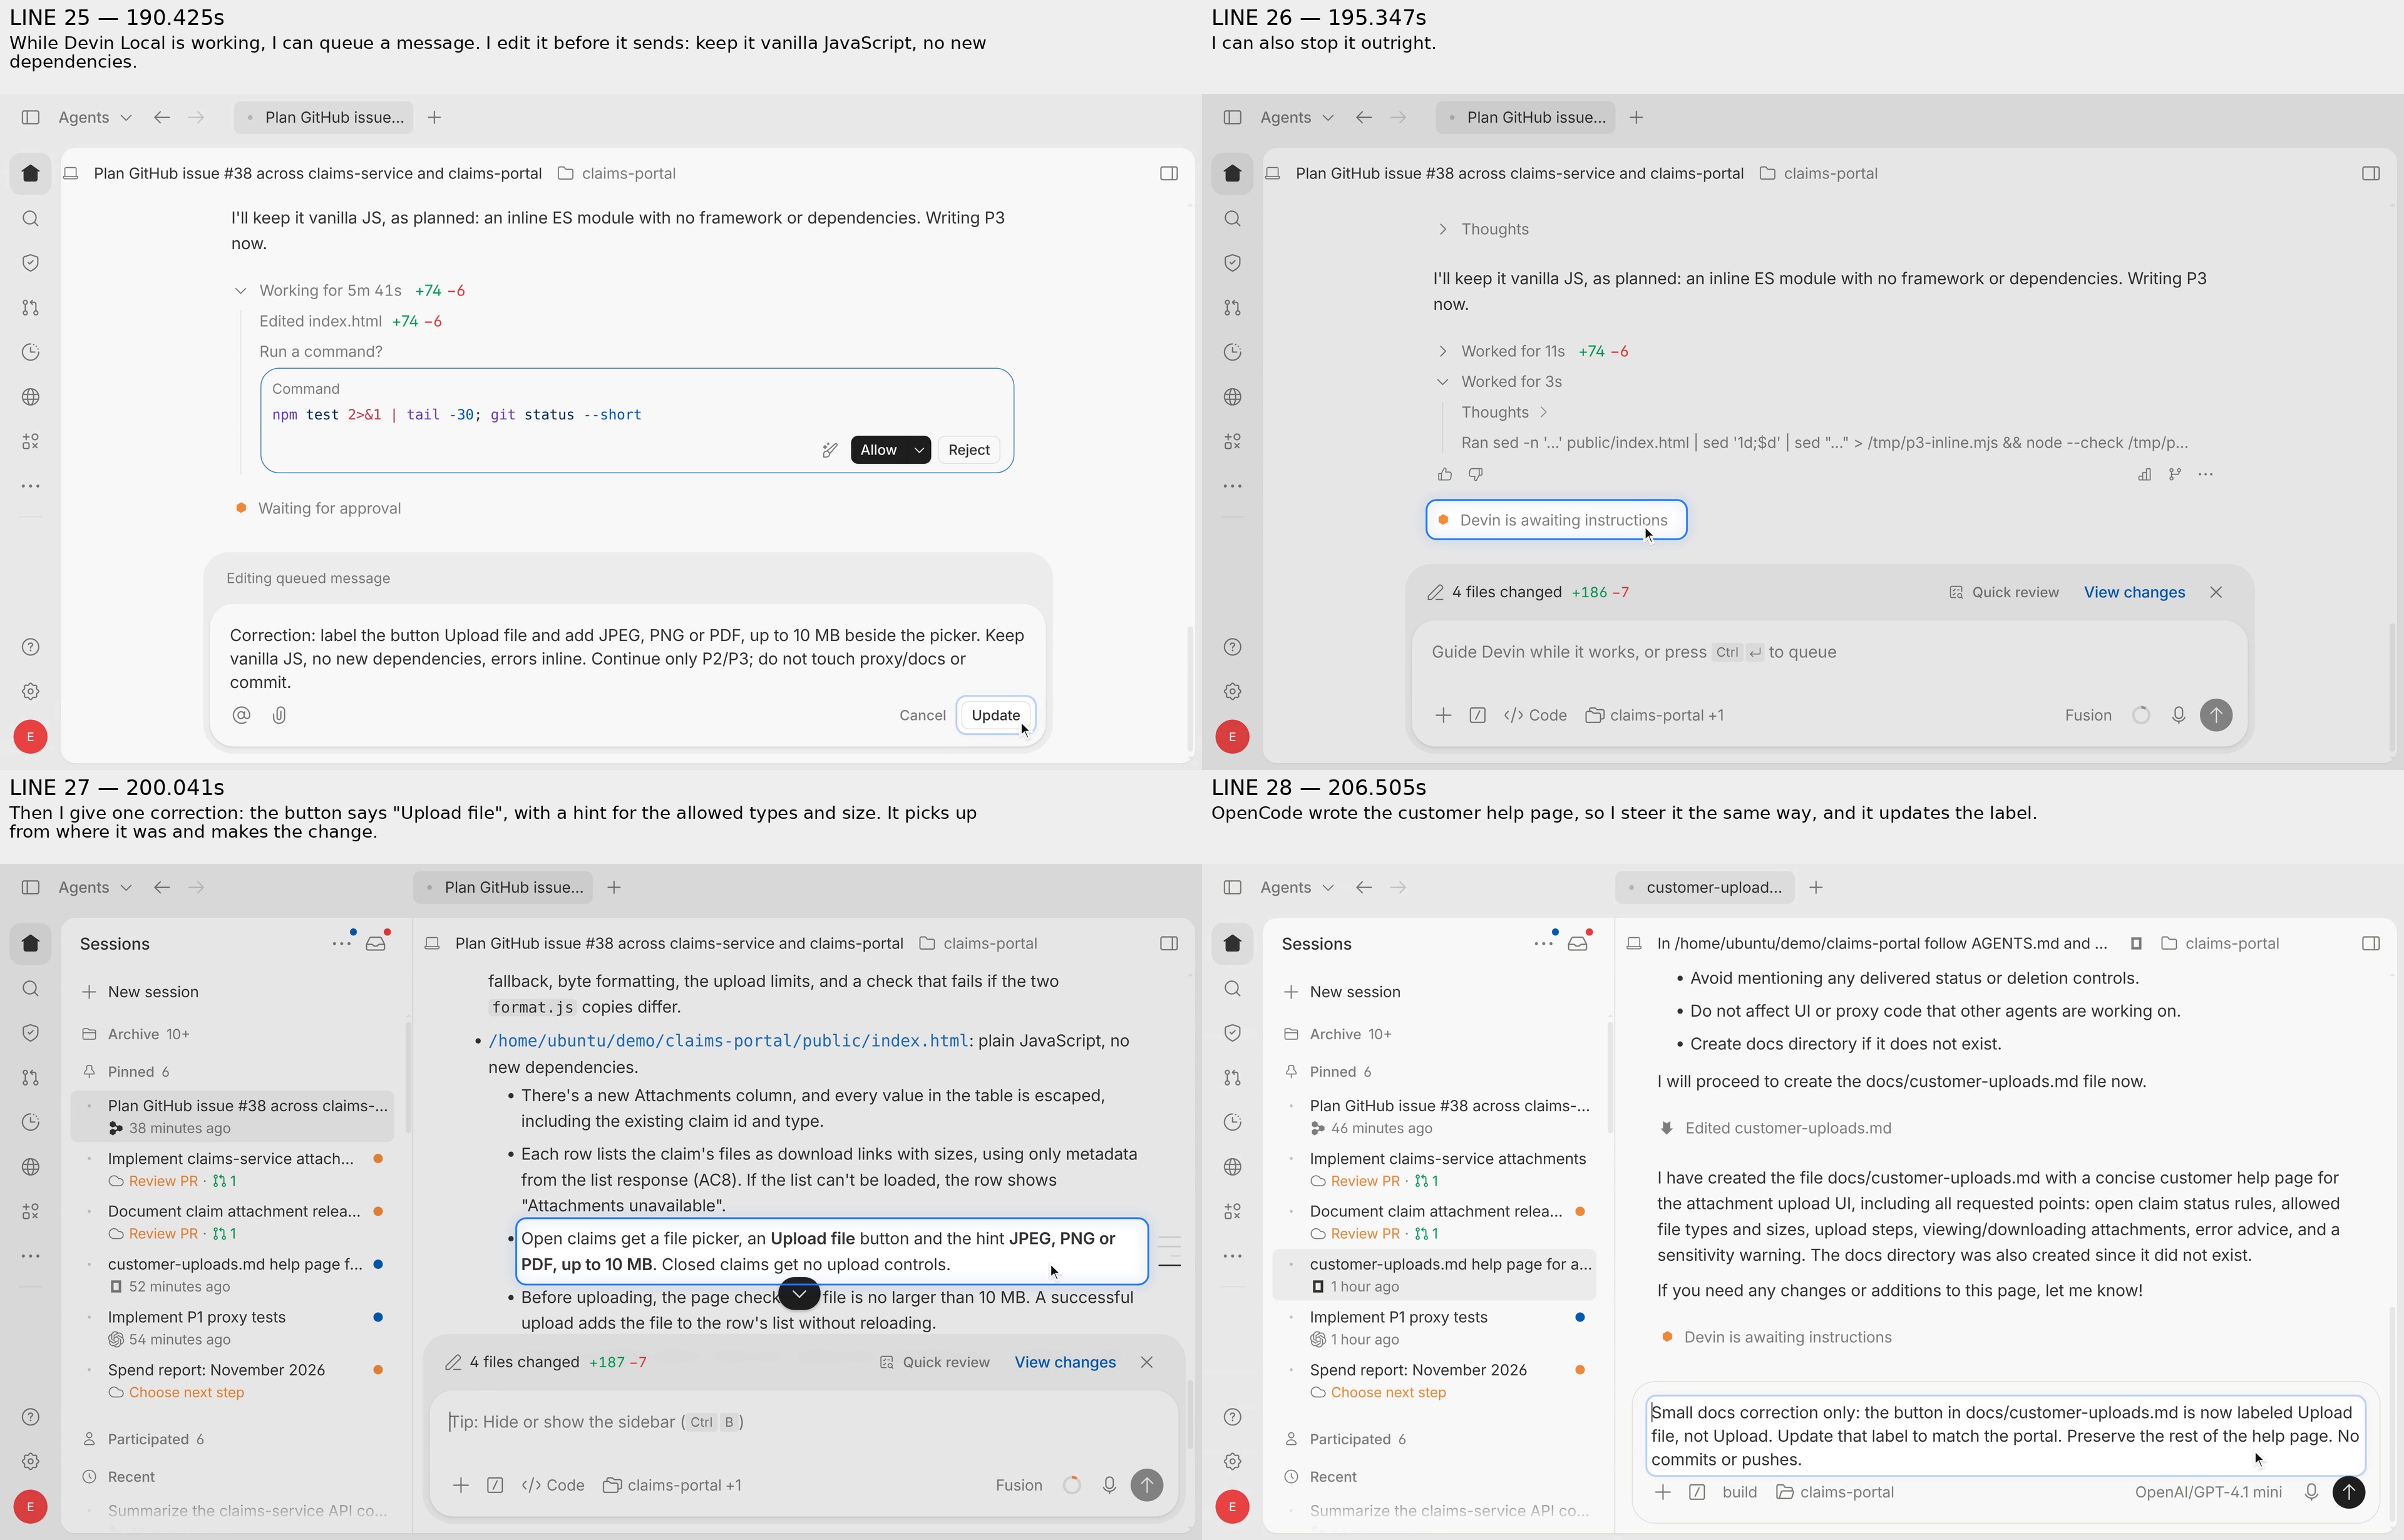 LINE 25 — 190.425s
While Devin Local is working, I can queue a message. I edit it before it sends: keep it vanilla JavaScript, no new
dependencies.
Agents
Plan GitHub issue...
Plan GitHub issue #38 across claims-service and claims-portal claims-portal
I'll keep it vanilla JS, as planned: an inline ES module with no framework or dependencies. Writing P3
now.
Working for 5m 41s +74 −6
Edited index.html +74 −6
Run a command?
Command
npm test 2>&1 | tail -30; git status --short
Allow Reject
Waiting for approval
Editing queued message
Correction: label the button Upload file and add JPEG, PNG or PDF, up to 10 MB beside the picker. Keep
vanilla JS, no new dependencies, errors inline. Continue only P2/P3; do not touch proxy/docs or
commit.
Cancel Update
E
LINE 26 — 195.347s
I can also stop it outright.
Agents
Plan GitHub issue...
Plan GitHub issue #38 across claims-service and claims-portal claims-portal
Thoughts
I'll keep it vanilla JS, as planned: an inline ES module with no framework or dependencies. Writing P3
now.
Worked for 11s +74 −6
Worked for 3s
Thoughts
Ran sed -n '...' public/index.html | sed '1d;$d' | sed "..." > /tmp/p3-inline.mjs && node --check /tmp/p...
Devin is awaiting instructions
4 files changed +186 −7 Quick review View changes
Guide Devin while it works, or press Ctrl ↵ to queue
Code claims-portal +1 Fusion
E
LINE 27 — 200.041s
Then I give one correction: the button says "Upload file", with a hint for the allowed types and size. It picks up
from where it was and makes the change.
Agents
Plan GitHub issue...
Sessions
New session
Archive 10+
Pinned 6
Plan GitHub issue #38 across claims-...
38 minutes ago
Implement claims-service attach...
Review PR · 1
Document claim attachment relea...
Review PR · 1
customer-uploads.md help page f...
52 minutes ago
Implement P1 proxy tests
54 minutes ago
Spend report: November 2026
Choose next step
Participated 6
Recent
Summarize the claims-service API co...
E
Plan GitHub issue #38 across claims-service and claims-portal claims-portal
fallback, byte formatting, the upload limits, and a check that fails if the two
format.js copies differ.
• /home/ubuntu/demo/claims-portal/public/index.html: plain JavaScript, no
new dependencies.
• There's a new Attachments column, and every value in the table is escaped,
including the existing claim id and type.
• Each row lists the claim's files as download links with sizes, using only metadata
from the list response (AC8). If the list can't be loaded, the row shows
"Attachments unavailable".
• Open claims get a file picker, an Upload file button and the hint JPEG, PNG or
PDF, up to 10 MB. Closed claims get no upload controls.
• Before uploading, the page check file is no larger than 10 MB. A successful
upload adds the file to the row's list without reloading.
4 files changed +187 −7 Quick review View changes
Tip: Hide or show the sidebar ( Ctrl B )
Code claims-portal +1 Fusion
LINE 28 — 206.505s
OpenCode wrote the customer help page, so I steer it the same way, and it updates the label.
Agents
customer-upload...
Sessions
New session
Archive 10+
Pinned 6
Plan GitHub issue #38 across claims-...
46 minutes ago
Implement claims-service attachments
Review PR · 1
Document claim attachment relea...
Review PR · 1
customer-uploads.md help page for a...
1 hour ago
Implement P1 proxy tests
1 hour ago
Spend report: November 2026
Choose next step
Participated 6
Recent
Summarize the claims-service API co...
E
In /home/ubuntu/demo/claims-portal follow AGENTS.md and ... claims-portal
• Avoid mentioning any delivered status or deletion controls.
• Do not affect UI or proxy code that other agents are working on.
• Create docs directory if it does not exist.
I will proceed to create the docs/customer-uploads.md file now.
Edited customer-uploads.md
I have created the file docs/customer-uploads.md with a concise customer help page for
the attachment upload UI, including all requested points: open claim status rules, allowed
file types and sizes, upload steps, viewing/downloading attachments, error advice, and a
sensitivity warning. The docs directory was also created since it did not exist.
If you need any changes or additions to this page, let me know!
Devin is awaiting instructions
Small docs correction only: the button in docs/customer-uploads.md is now labeled Upload
file, not Upload. Update that label to match the portal. Preserve the rest of the help page. No
commits or pushes.
build claims-portal OpenAI/GPT-4.1 mini